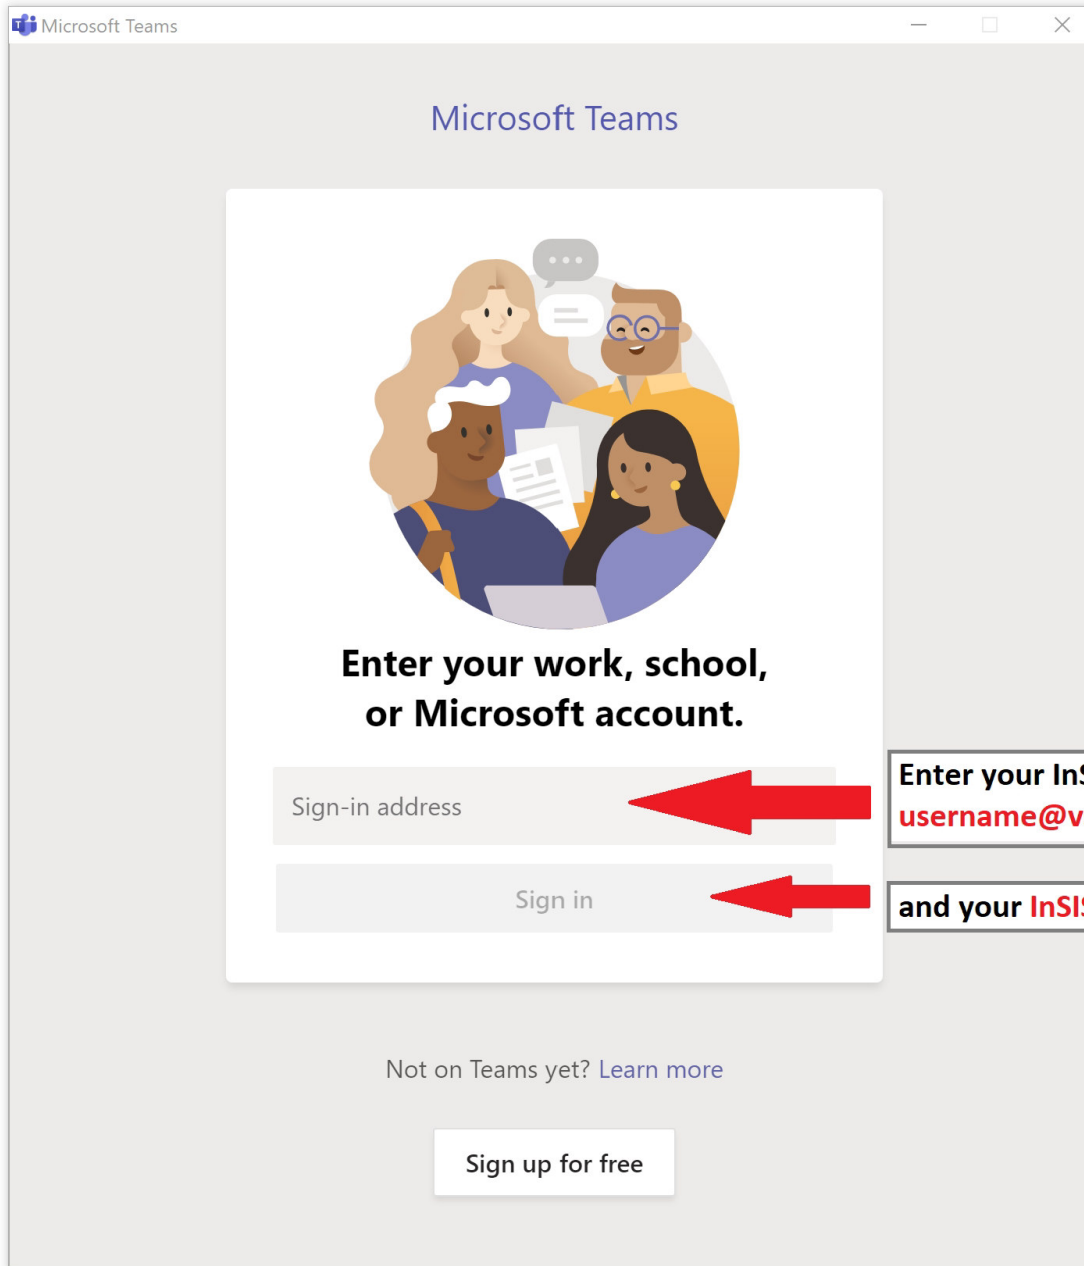 Microsoft Teams
Microsoft Teams
Enter your work, school,
or Microsoft account.
Sign-in address
Enter your
username@v
Sign in
and your
Not on Teams yet? Learn more
Sign up for free